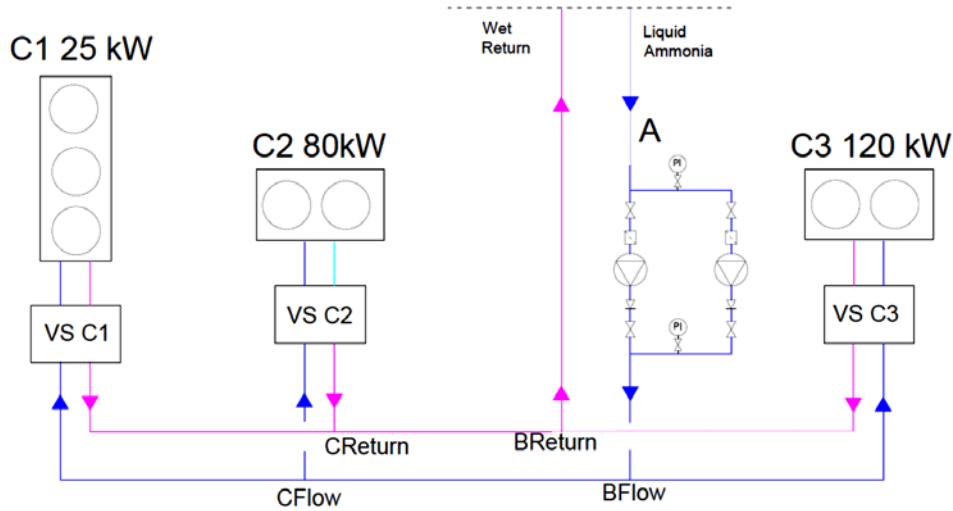 Wet
Return
Liquid
Ammonia
C1 25 kW
A
C2 80kW
C3 120 kW
PI
VS C1
VS C2
VS C3
PI
CReturn
BReturn
CFlow
BFlow